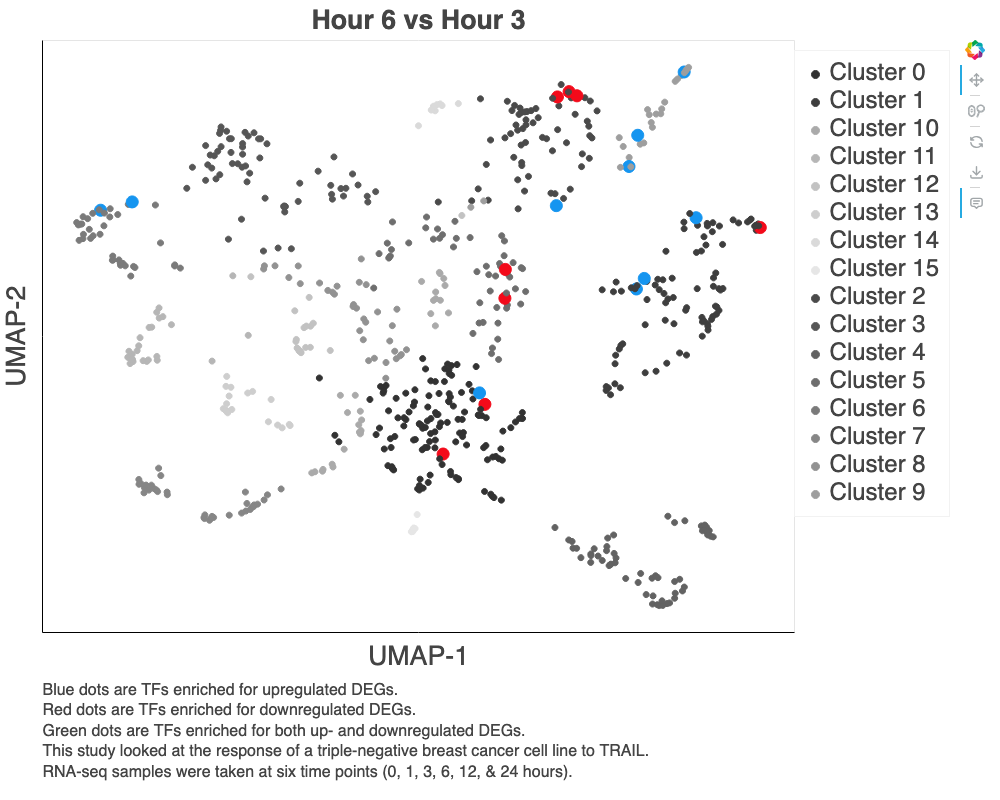 Hour 6 vs Hour 3
UMAP-2
UMAP-1
Cluster 0
Cluster 1
Cluster 10
Cluster 11
Cluster 12
Cluster 13
Cluster 14
Cluster 15
Cluster 2
Cluster 3
Cluster 4
Cluster 5
Cluster 6
Cluster 7
Cluster 8
Cluster 9
Blue dots are TFs enriched for upregulated DEGs.
Red dots are TFs enriched for downregulated DEGs.
Green dots are TFs enriched for both up- and downregulated DEGs.
This study looked at the response of a triple-negative breast cancer cell line to TRAIL.
RNA-seq samples were taken at six time points (0, 1, 3, 6, 12, & 24 hours).